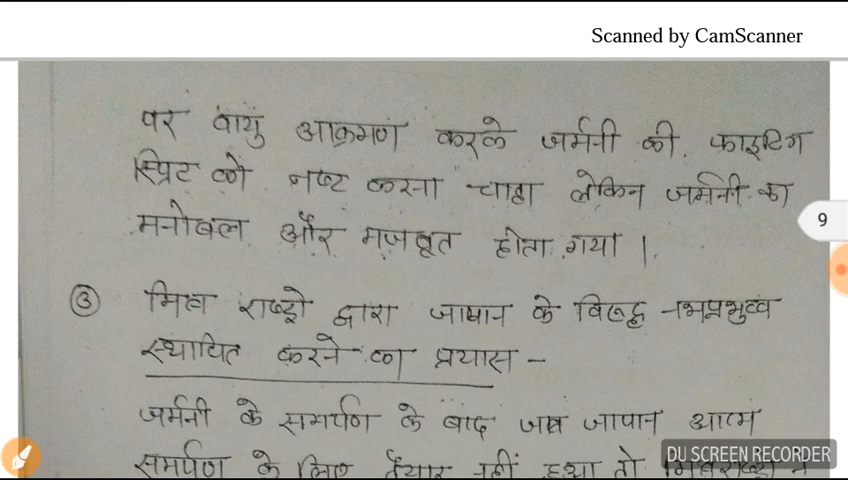 Scanned by CamScanner
पर वायु आक्रमण करके जर्मनी की फाइटिंग
स्प्रिट को नष्ट करना चाहा लेकिन जर्मनी का
9
मनोबल और मजबूत होता गया ।
③ मित्र राष्ट्रो द्वारा जापान के विरूद्ध नभप्रभुत्व
स्थापित करने का प्रयास –
जर्मनी के समर्पण के बाद जब जापान आत्म
DU SCREEN RECORDER
समर्पण के लिए तैयार नहीं हुआ तो